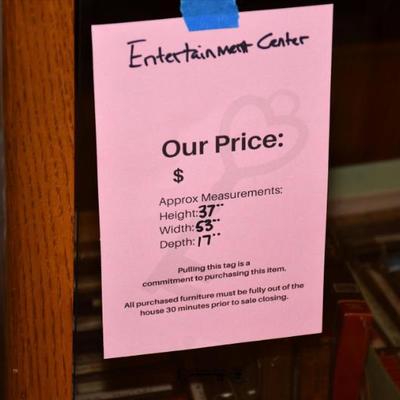 Entertainment Center
Our Price:
$
Approx Measurements:
Height: 37"
Width: 53"
Depth: 17"
Pulling this tag is a
commitment to purchasing this item.
All purchased furniture must be fully out of the
house 30 minutes prior to sale closing.